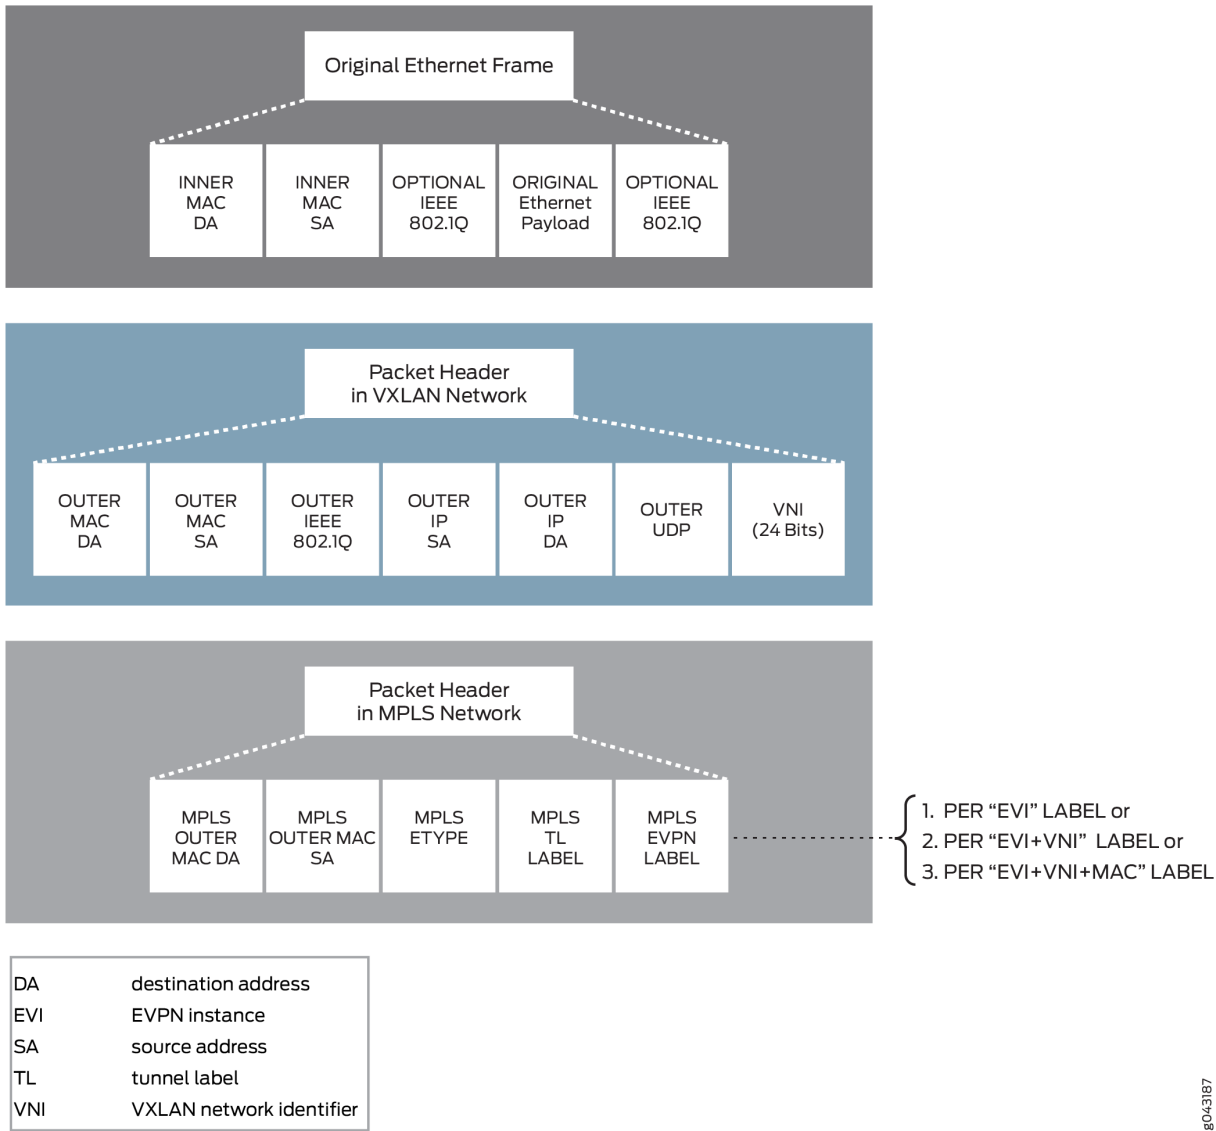 Original Ethernet Frame
INNER
MAC
DA
INNER
MAC
SA
OPTIONAL
IEEE
802.1Q
ORIGINAL
Ethernet
Payload
OPTIONAL
IEEE
802.1Q
Packet Header
in VXLAN Network
OUTER
MAC
DA
OUTER
MAC
SA
OUTER
IEEE
802.1Q
OUTER
IP
SA
OUTER
IP
DA
OUTER
UDP
VNI
(24 Bits)
Packet Header
in MPLS Network
MPLS
OUTER
MAC DA
MPLS
OUTER MAC
SA
MPLS
ETYPE
MPLS
TL
LABEL
MPLS
EVPN
LABEL
1. PER “EVI” LABEL or
2. PER “EVI+VNI” LABEL or
3. PER “EVI+VNI+MAC” LABEL
DA destination address
EVI EVPN instance
SA source address
TL tunnel label
VNI VXLAN network identifier
g043187